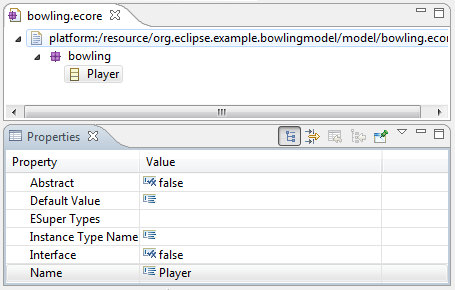 bowling.ecore
platform:/resource/org.eclipse.example.bowlingmodel/model/bowling.ecor
bowling
Player
Properties
Property Value
Abstract false
Default Value
ESuper Types
Instance Type Name
Interface false
Name Player